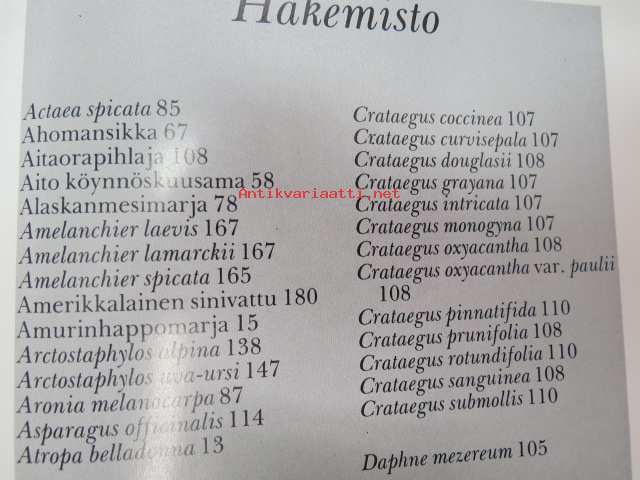 Hakemisto
Actaea spicata 85
Ahomansikka 67
Aitaorapihlaja 108
Aito köynnöskuusama 58
Alaskanmesimarja 78
Amelanchier laevis 167
Amelanchier lamarckii 167
Amelanchier spicata 165
Amerikkalainen sinivattu 180
Amurinhappomarja 15
Arctostaphylos alpina 138
Arctostaphylos uva-ursi 147
Aronia melanocarpa 87
Asparagus officinalis 114
Atropa belladonna 13
Crataegus coccinea 107
Crataegus curvisepala 107
Crataegus douglasii 108
Crataegus grayana 107
Crataegus intricata 107
Crataegus monogyna 107
Crataegus oxyacantha 108
Crataegus oxyacantha var. paulii
108
Crataegus pinnatifida 110
Crataegus prunifolia 108
Crataegus rotundifolia 110
Crataegus sanguinea 108
Crataegus submollis 110
Daphne mezereum 105
Antikvariaatti.net